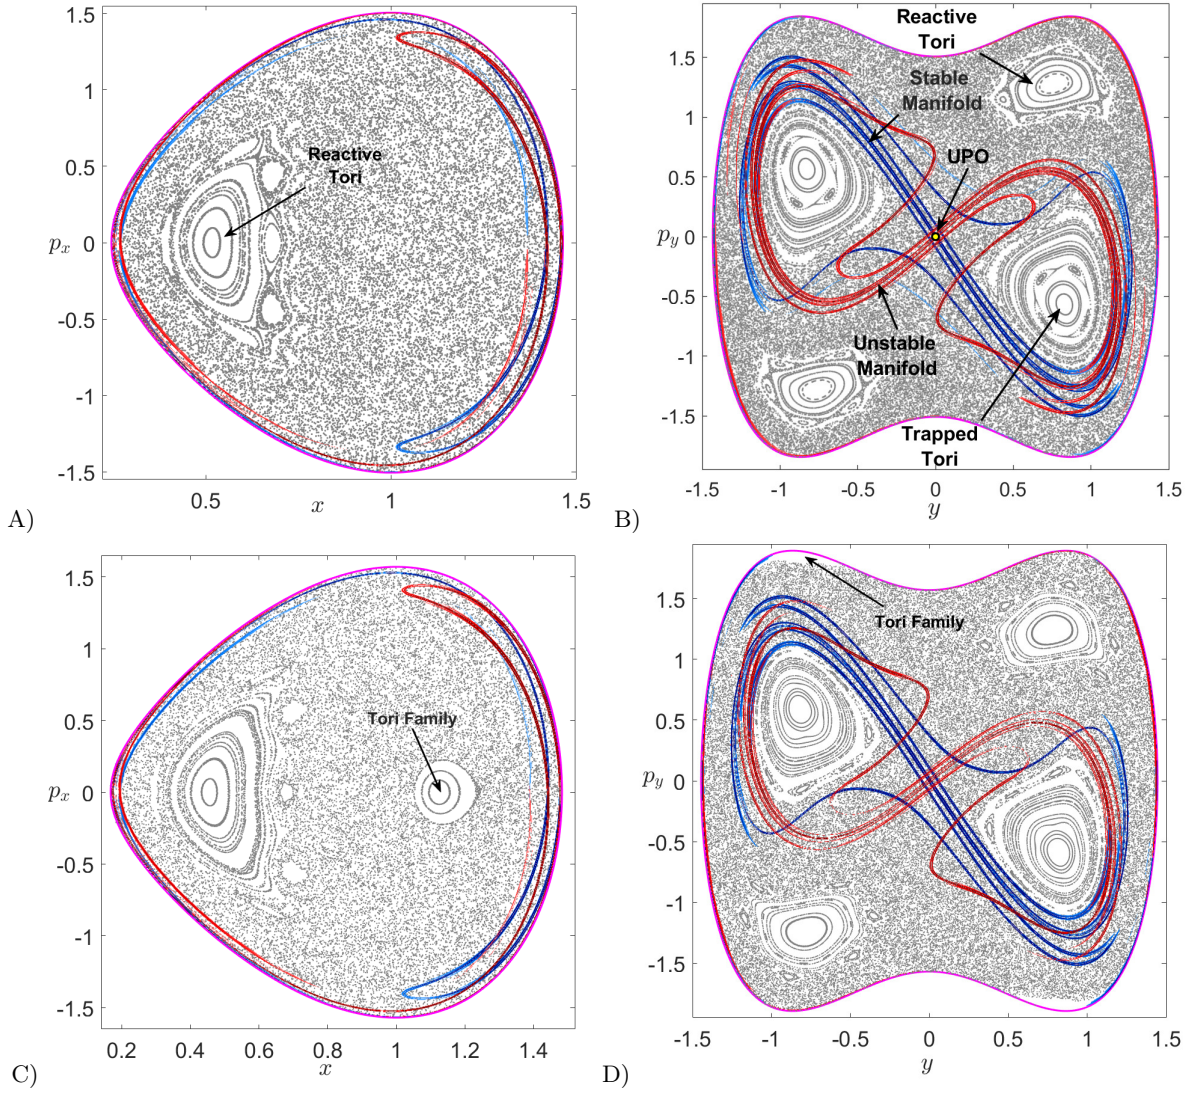 1.5
1
0.5
0
-0.5
-1
-1.5
p_x
Reactive
Tori
0.5
1
1.5
x
A)
1.5
1
0.5
0
-0.5
-1
-1.5
p_y
Reactive
Tori
Stable
Manifold
UPO
Unstable
Manifold
Trapped
Tori
-1.5
-1
-0.5
0
0.5
1
1.5
y
B)
1.5
1
0.5
0
-0.5
-1
-1.5
p_x
Tori Family
0.2
0.4
0.6
0.8
1
1.2
1.4
x
C)
1.5
1
0.5
0
-0.5
-1
-1.5
p_y
Tori Family
-1.5
-1
-0.5
0
0.5
1
1.5
y
D)